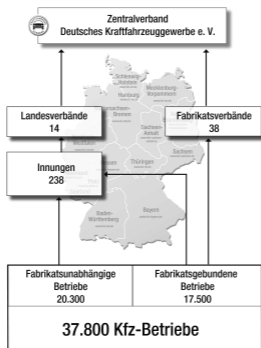 Zentralverband
Deutsches Kraftfahrzeuggewerbe e. V.
Schleswig-
Holstein
Mecklenburg-
Vorpommern
Hamburg
Landesverbände
14
Fabrikatsverbände
38
Sachsen-
Anhalt
Innungen
238
Thüringen
Sachsen
Baden-
Württemberg
Bayern
Fabrikatsunabhängige
Betriebe
20.300
Fabrikatsgebundene
Betriebe
17.500
37.800 Kfz-Betriebe